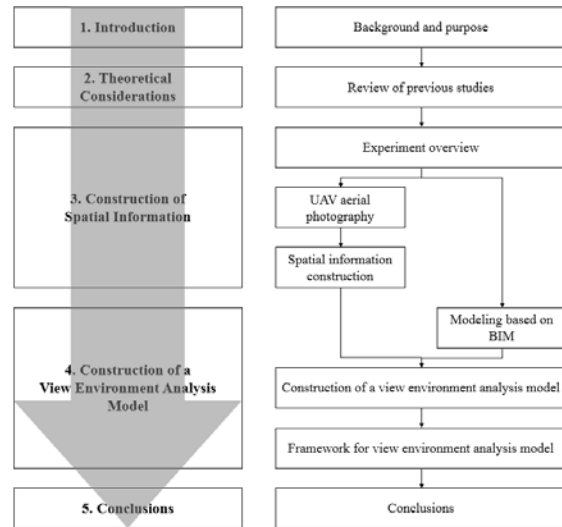 1. Introduction
Background and purpose
2. Theoretical
Considerations
Review of previous studies
Experiment overview
3. Construction of
Spatial Information
UAV aerial
photography
Spatial information
construction
Modeling based on
BIM
4. Construction of a
View Environment Analysis
Model
Construction of a view environment analysis model
Framework for view environment analysis model
5. Conclusions
Conclusions